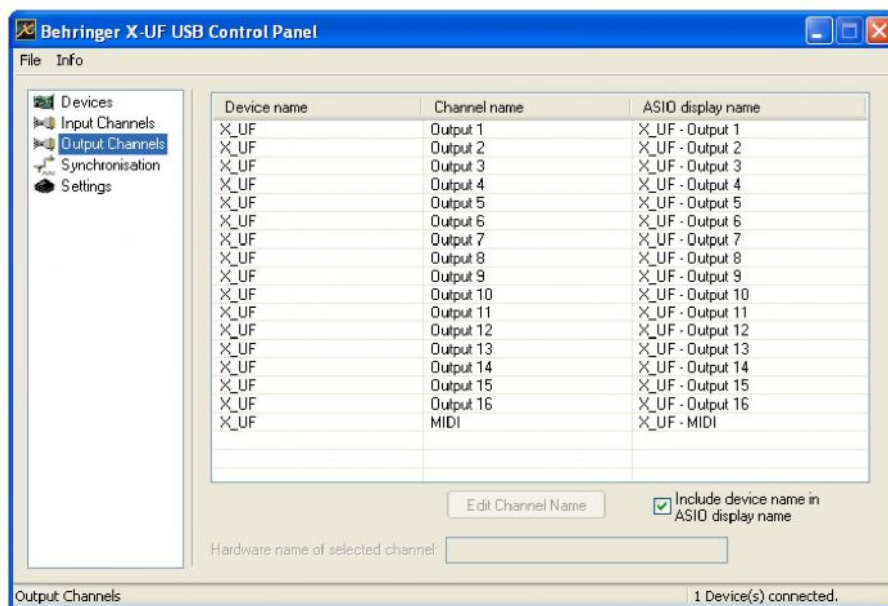 Behringer X-UF USB Control Panel
File Info
Devices
Input Channels
Output Channels
Synchronisation
Settings
Device name Channel name ASIO display name
X_UF Output 1 X_UF - Output 1
X_UF Output 2 X_UF - Output 2
X_UF Output 3 X_UF - Output 3
X_UF Output 4 X_UF - Output 4
X_UF Output 5 X_UF - Output 5
X_UF Output 6 X_UF - Output 6
X_UF Output 7 X_UF - Output 7
X_UF Output 8 X_UF - Output 8
X_UF Output 9 X_UF - Output 9
X_UF Output 10 X_UF - Output 10
X_UF Output 11 X_UF - Output 11
X_UF Output 12 X_UF - Output 12
X_UF Output 13 X_UF - Output 13
X_UF Output 14 X_UF - Output 14
X_UF Output 15 X_UF - Output 15
X_UF Output 16 X_UF - Output 16
X_UF MIDI X_UF - MIDI
Edit Channel Name
Include device name in
ASIO display name
Hardware name of selected channel:
Output Channels 1 Device(s) connected.